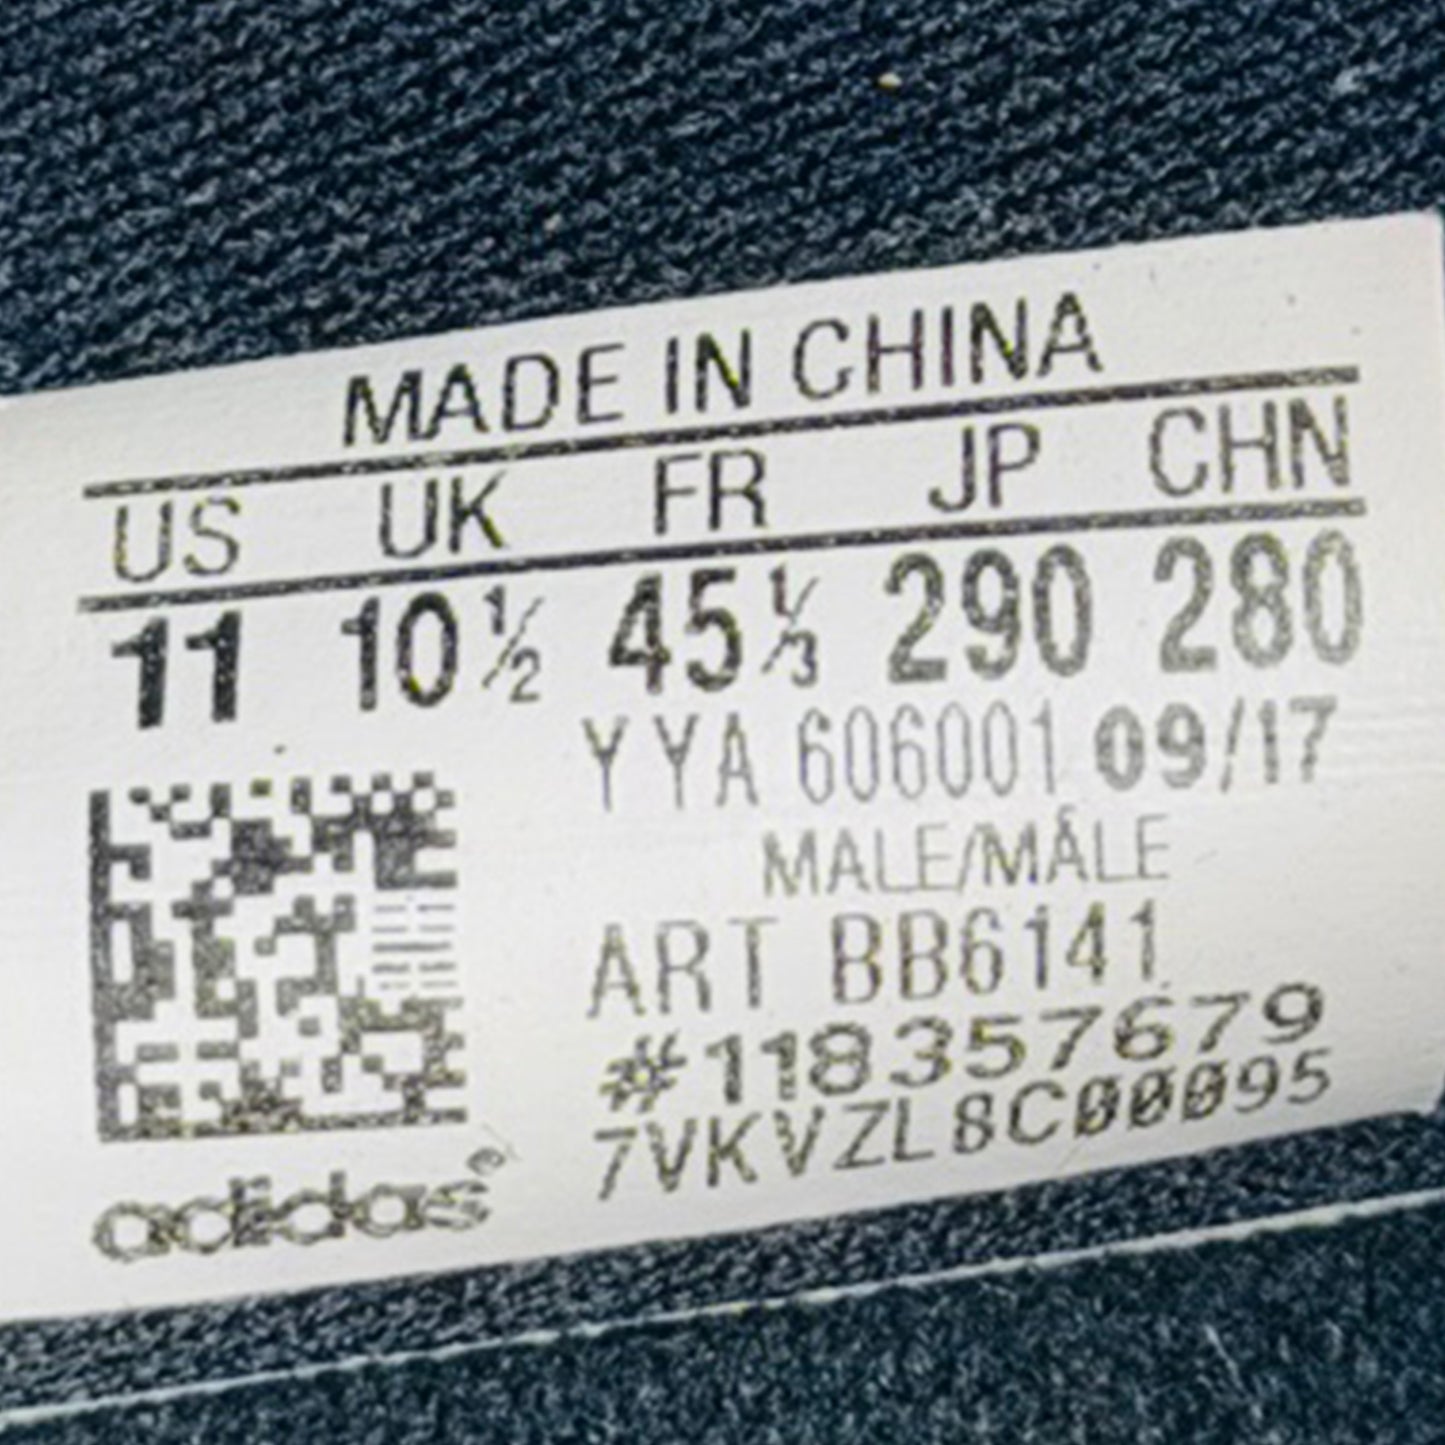 MADE IN CHINA
US UK FR JP CHN
11 10½ 45⅓ 290 280
YYA 606001 09/17
MALE/MÂLE
ART BB6141
#118357679
7VKVZL8C00095
adidas